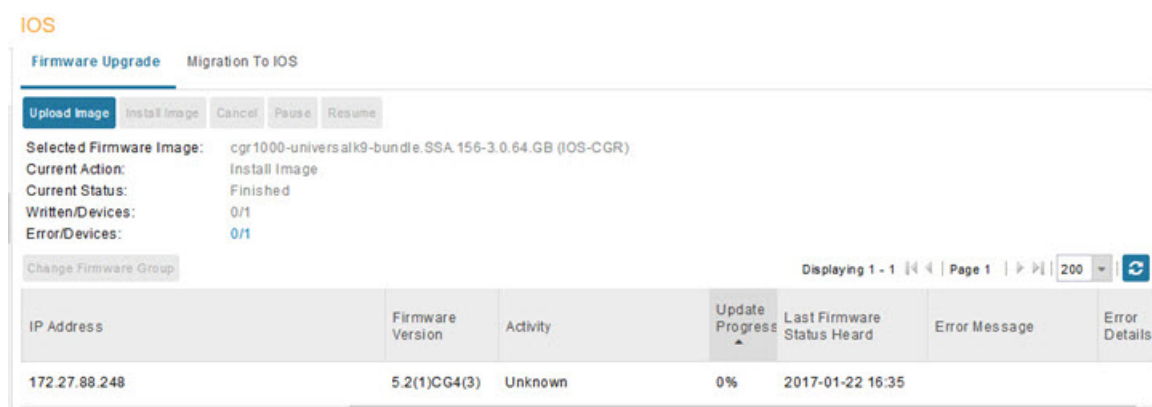 IOS
Firmware Upgrade Migration To IOS
Upload Image Install Image Cancel Pause Resume
Selected Firmware Image: cgr1000-universalk9-bundle.SSA.156-3.0.64.GB (IOS-CGR)
Current Action: Install Image
Current Status: Finished
Written/Devices: 0/1
Error/Devices: 0/1
Change Firmware Group Displaying 1 - 1 | Page 1 | 200
IP Address Firmware Version Activity Update Progress Last Firmware Status Heard Error Message Error Details
172.27.88.248 5.2(1)CG4(3) Unknown 0% 2017-01-22 16:35